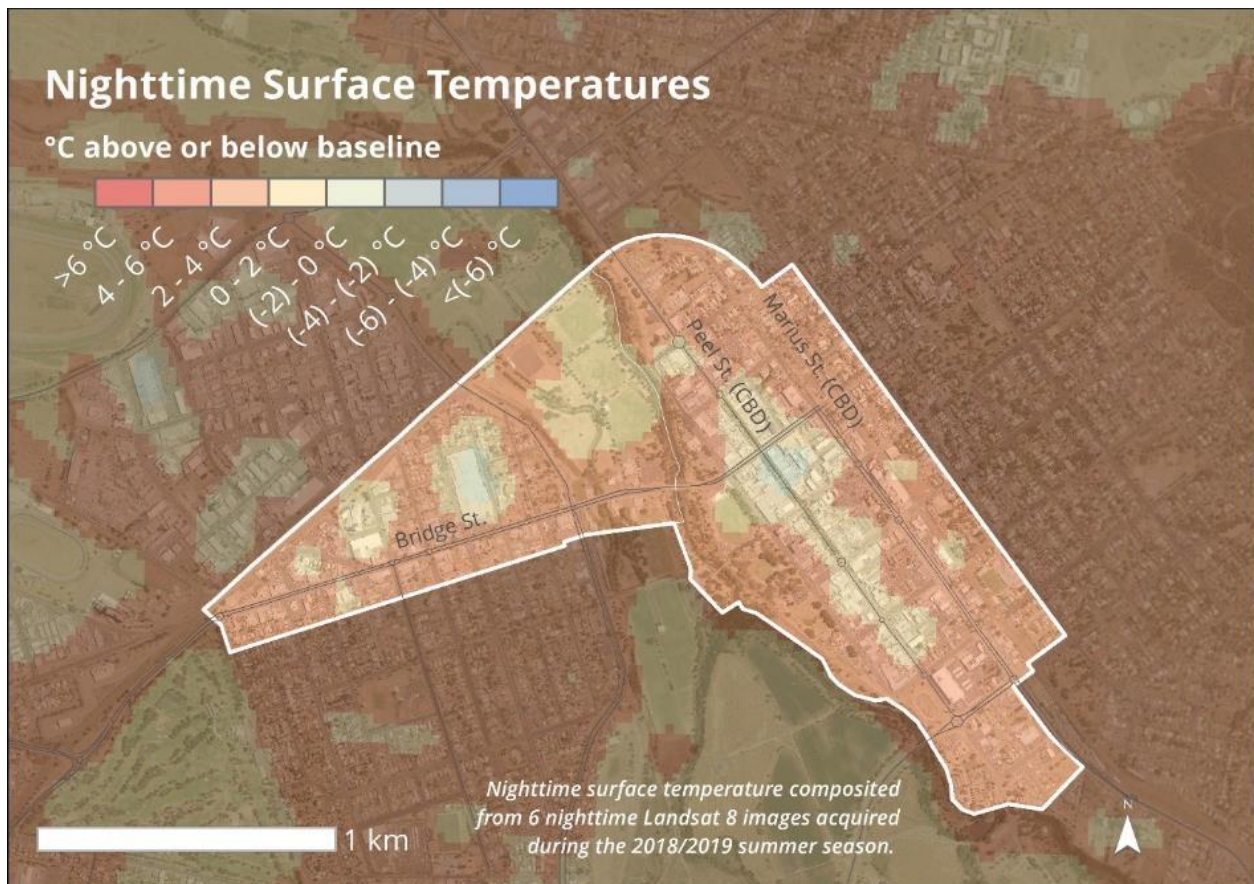 Nighttime Surface Temperatures
°C above or below baseline
>6 °C
4 - 6 °C
2 - 4 °C
0 - 2 °C
(-2) - 0 °C
(-4) - (-2) °C
(-6) - (-4) °C
<(-6) °C
Marius St. (CBD)
Peel St. (CBD)
Bridge St.
Nighttime surface temperature composited
from 6 nighttime Landsat 8 images acquired
during the 2018/2019 summer season.
N
1 km